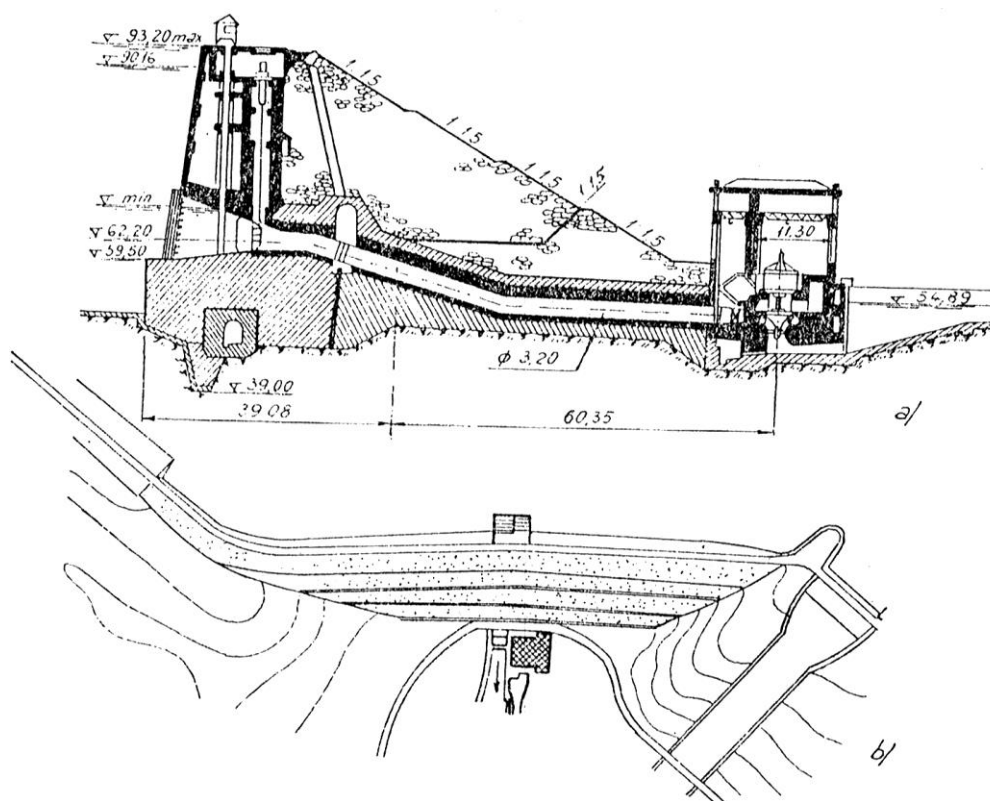 ▽ 93,20 max
▽ 90,16
1:1.5
1:1.5
1:1.5
1:1.5
1:1.5
▽ min
▽ 62,20
▽ 59,50
11.30
▽ 54.89
ϕ 3,20
▽ 39,00
39.08
60,35
a/
b/